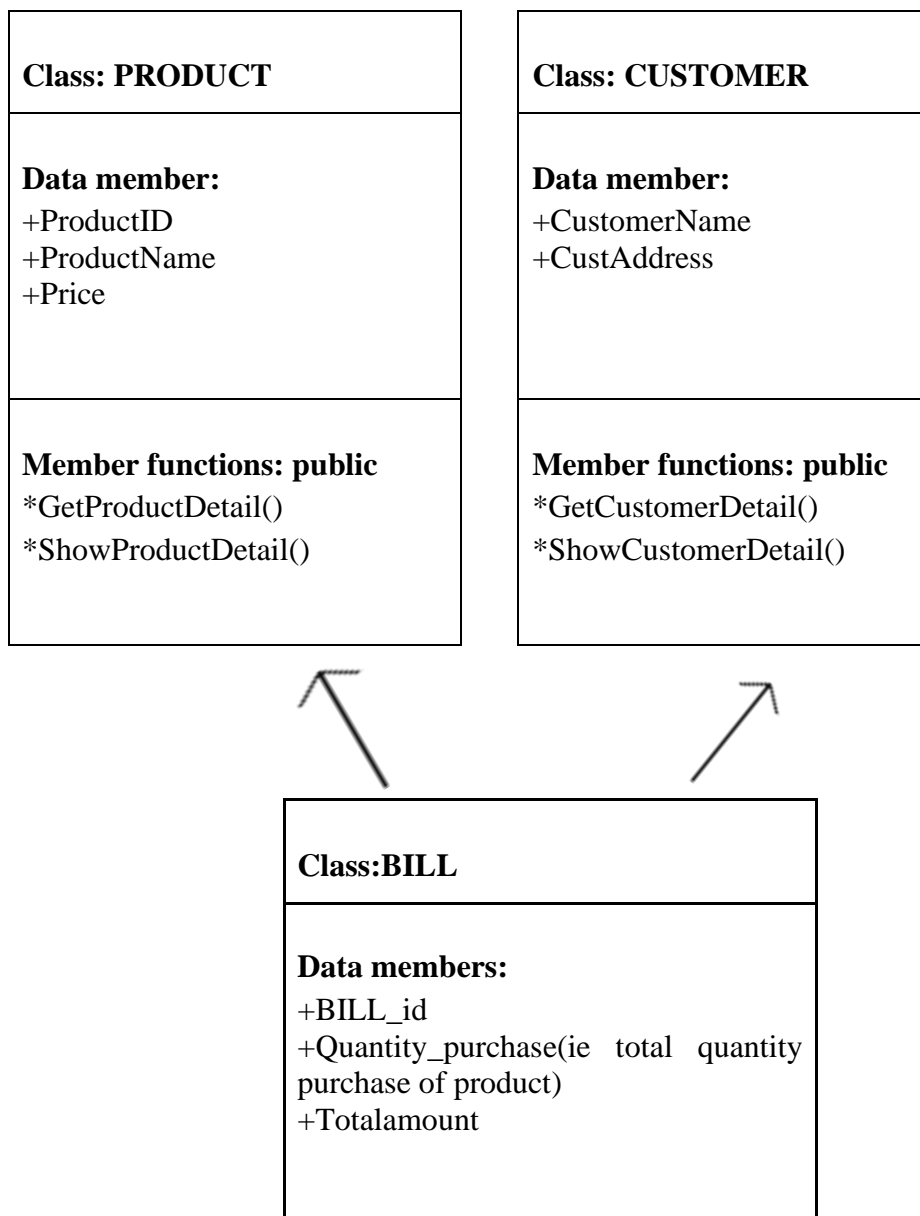 Class: PRODUCT
Data member:
+ProductID
+ProductName
+Price
Member functions: public
*GetProductDetail()
*ShowProductDetail()
Class: CUSTOMER
Data member:
+CustomerName
+CustAddress
Member functions: public
*GetCustomerDetail()
*ShowCustomerDetail()
Class:BILL
Data members:
+BILL_id
+Quantity_purchase(ie total quantity
purchase of product)
+Totalamount